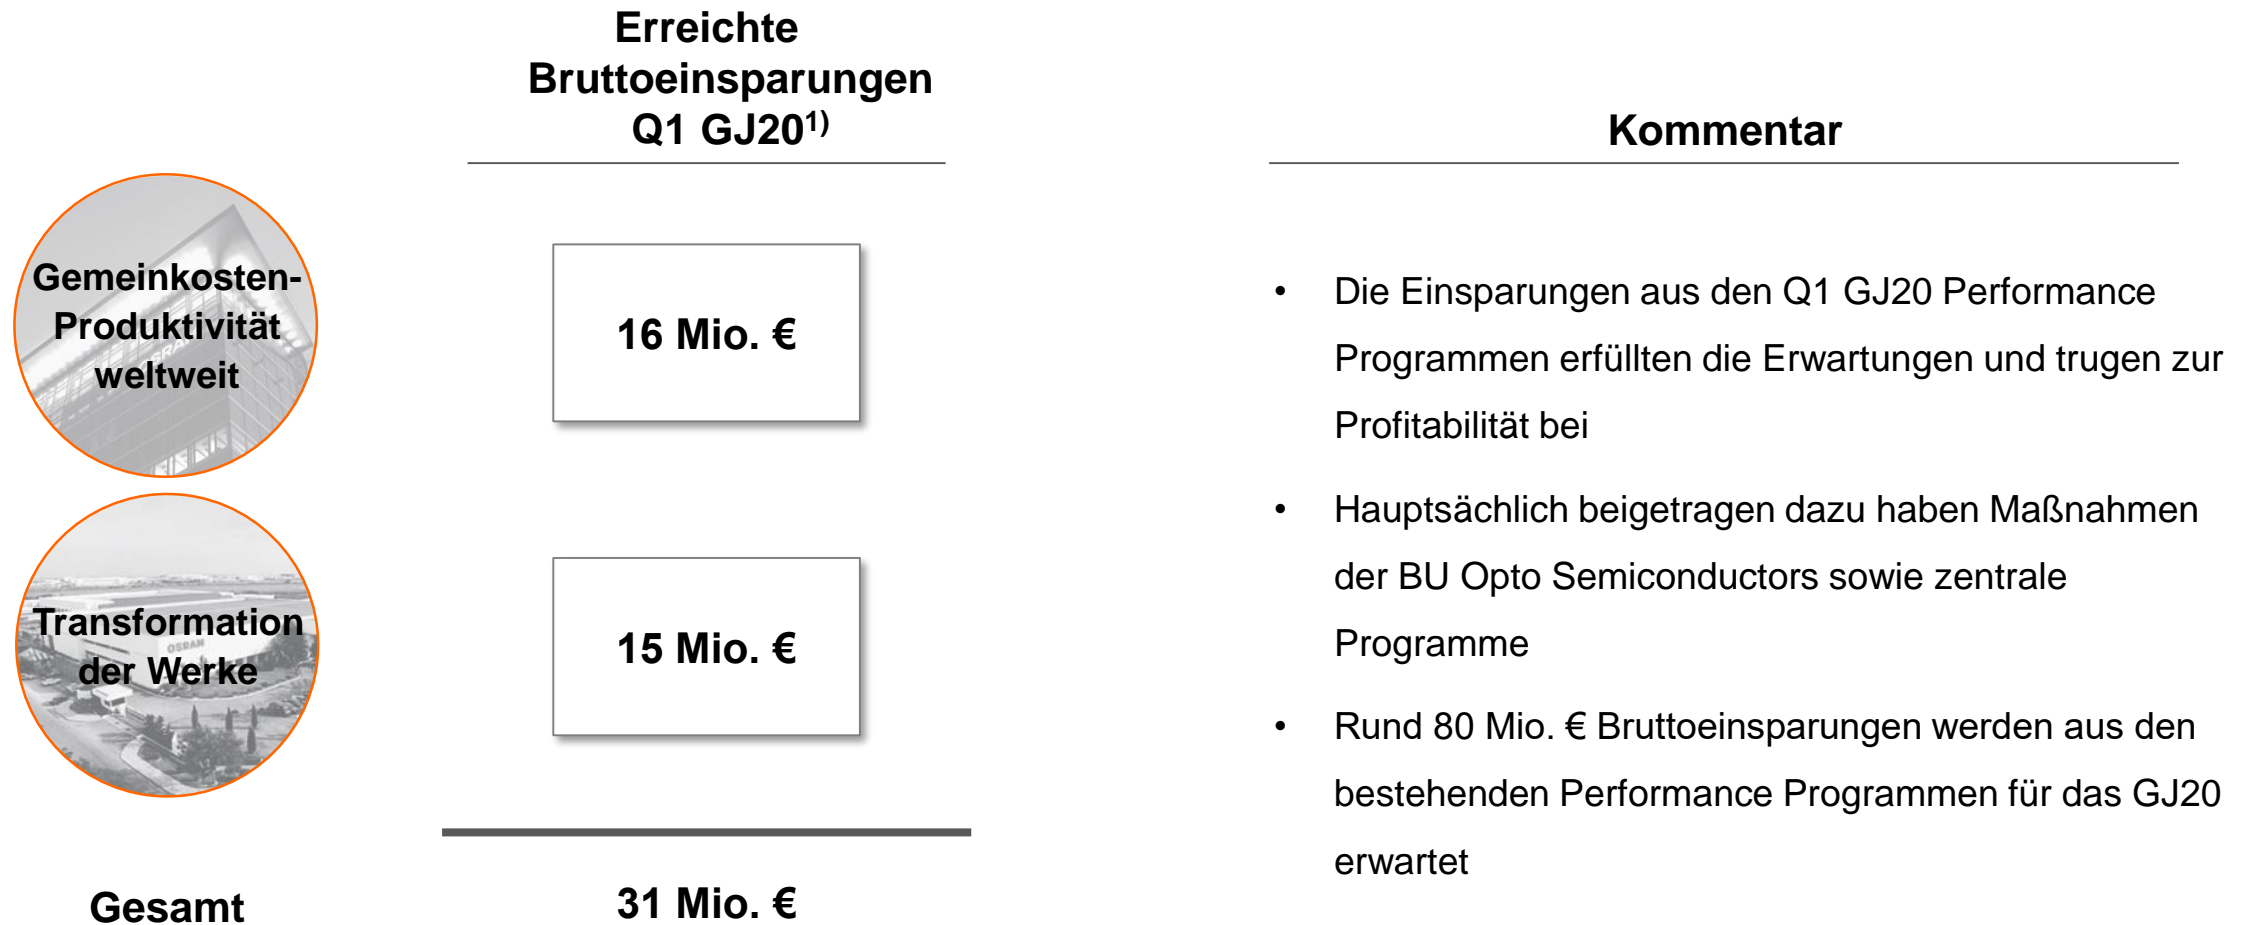 Erreichte
Bruttoeinsparungen
Q1 GJ20¹⁾
Kommentar
Gemeinkosten-
Produktivität
weltweit
16 Mio. €
Transformation
der Werke
OSRAM
15 Mio. €
Gesamt
31 Mio. €
• Die Einsparungen aus den Q1 GJ20 Performance
Programmen erfüllten die Erwartungen und trugen zur
Profitabilität bei
• Hauptsächlich beigetragen dazu haben Maßnahmen
der BU Opto Semiconductors sowie zentrale
Programme
• Rund 80 Mio. € Bruttoeinsparungen werden aus den
bestehenden Performance Programmen für das GJ20
erwartet